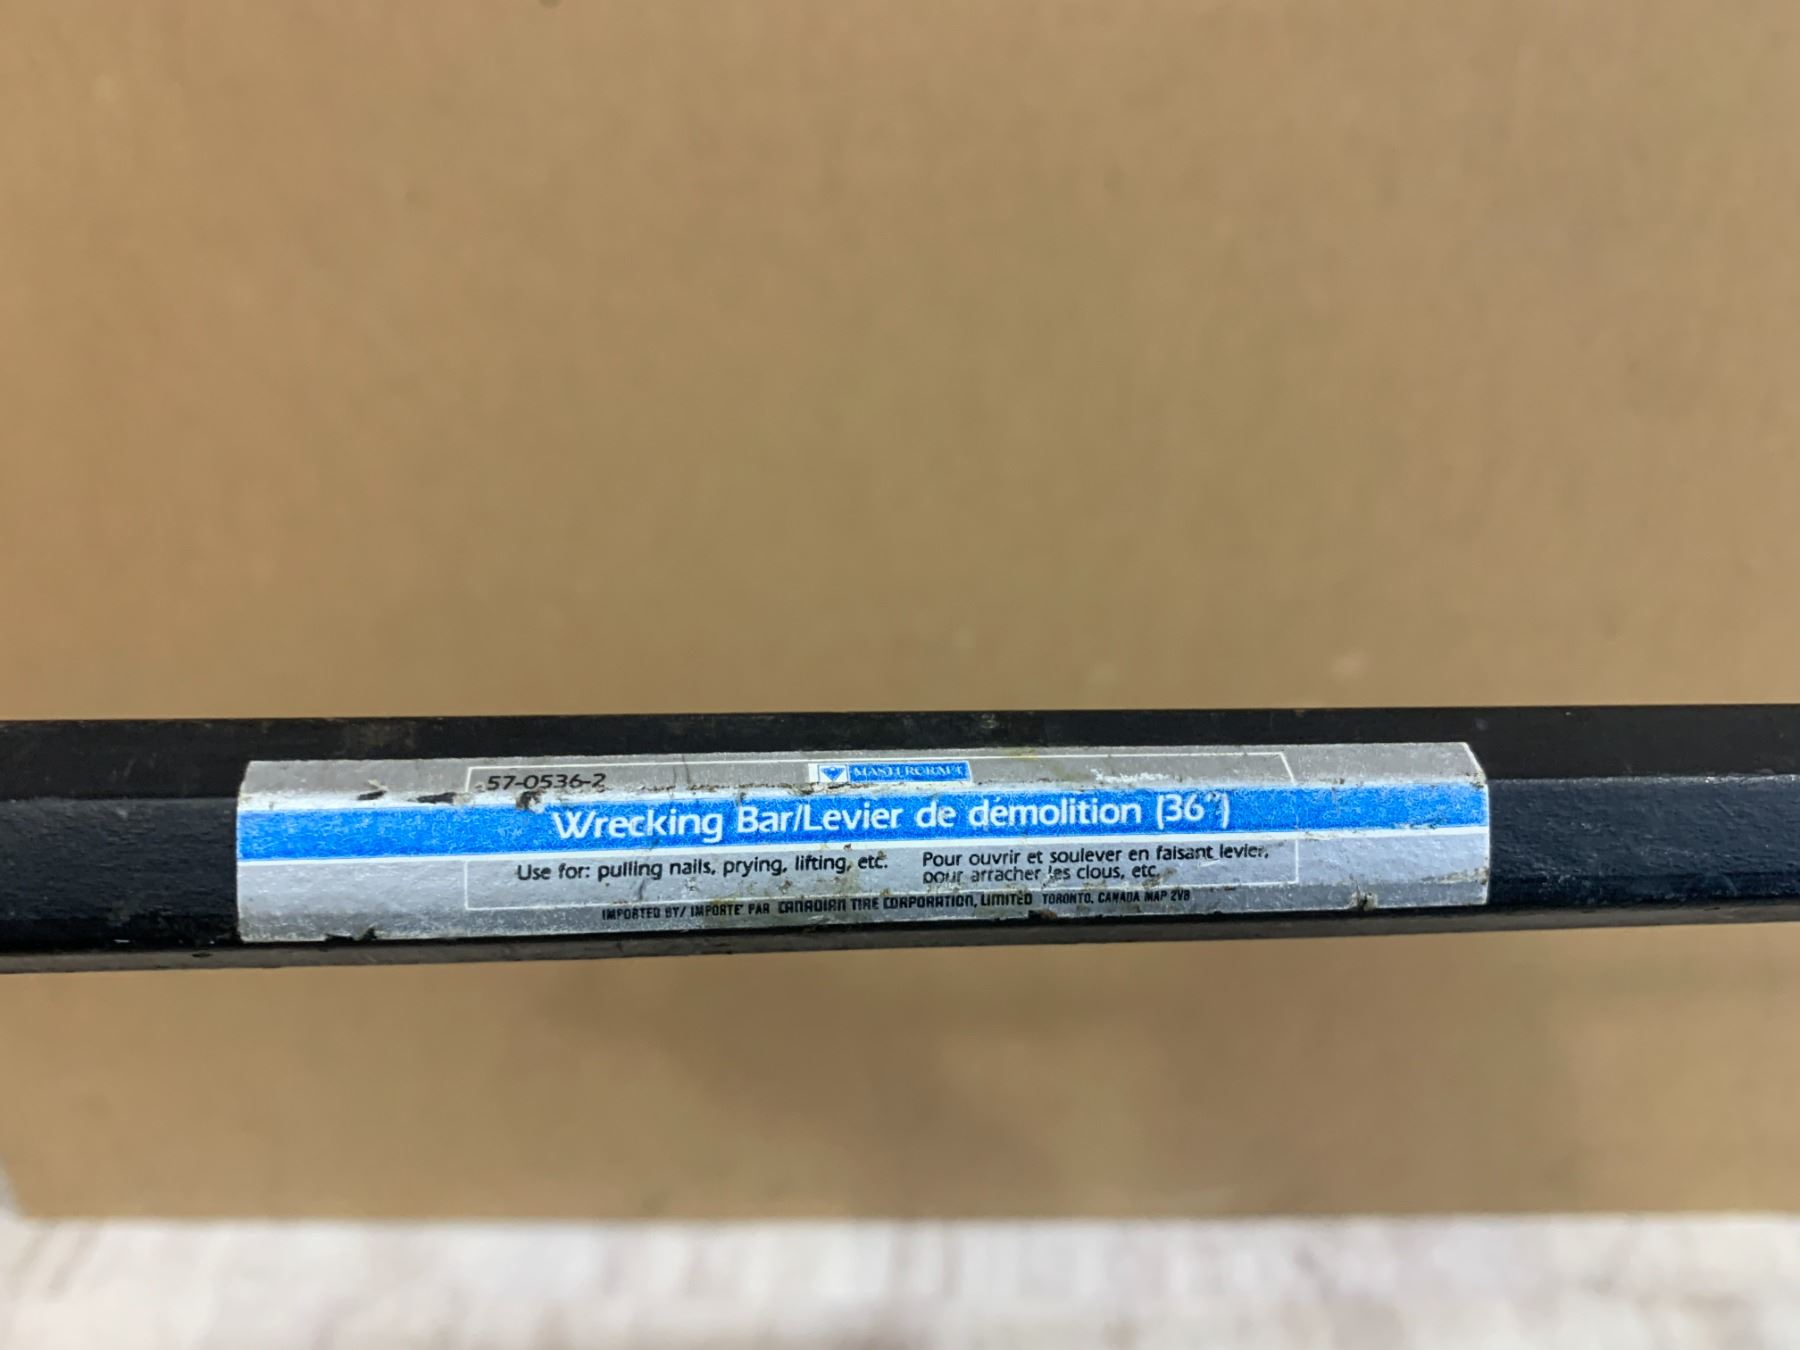 57-0536-2
MASTERCRAFT
Wrecking Bar/Levier de démolition (36")
Use for: pulling nails, prying, lifting, etc.
Pour ouvrir et soulever en faisant levier,
pour arracher les clous, etc.
IMPORTED BY/ IMPORTE' PAR CANADIAN TIRE CORPORATION, LIMITED TORONTO, CANADA M4P 2V8